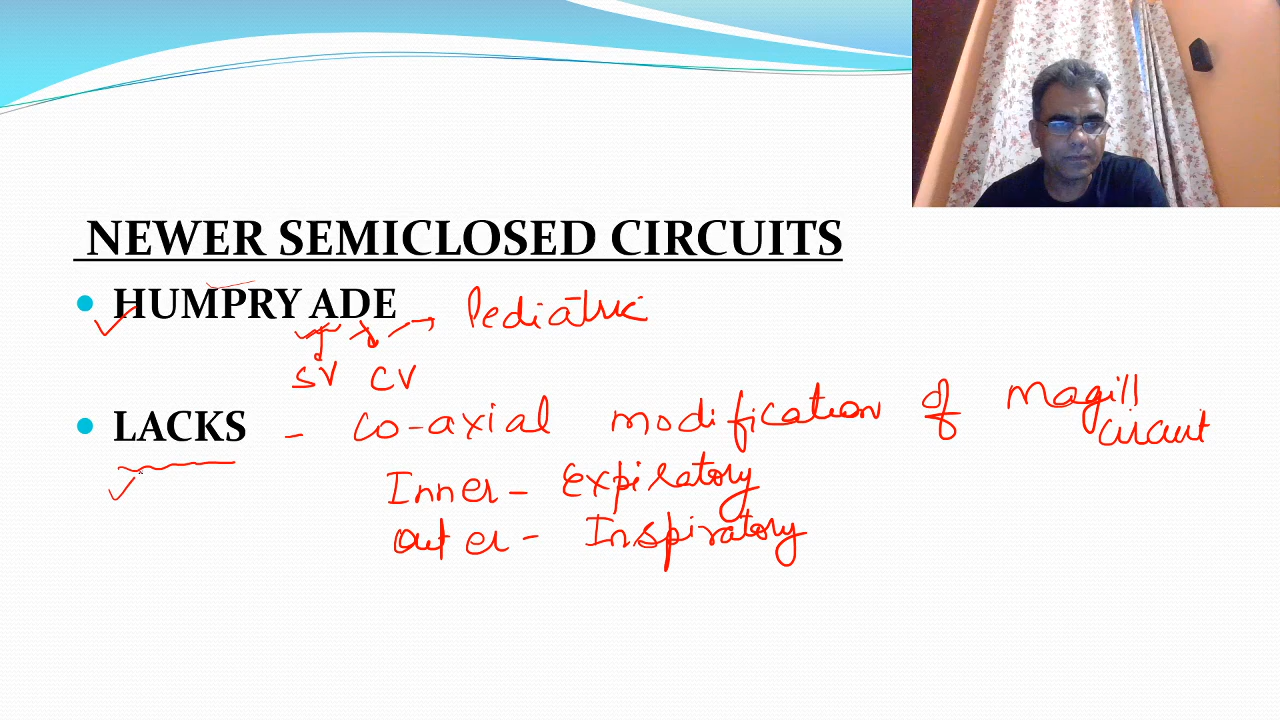 NEWER SEMICLOSED CIRCUITS
HUMPRY ADE → Pediatric
SV CV
LACKS - Co-axial modification of Magill circuit
Inner - Expiratory
Outer - Inspiratory